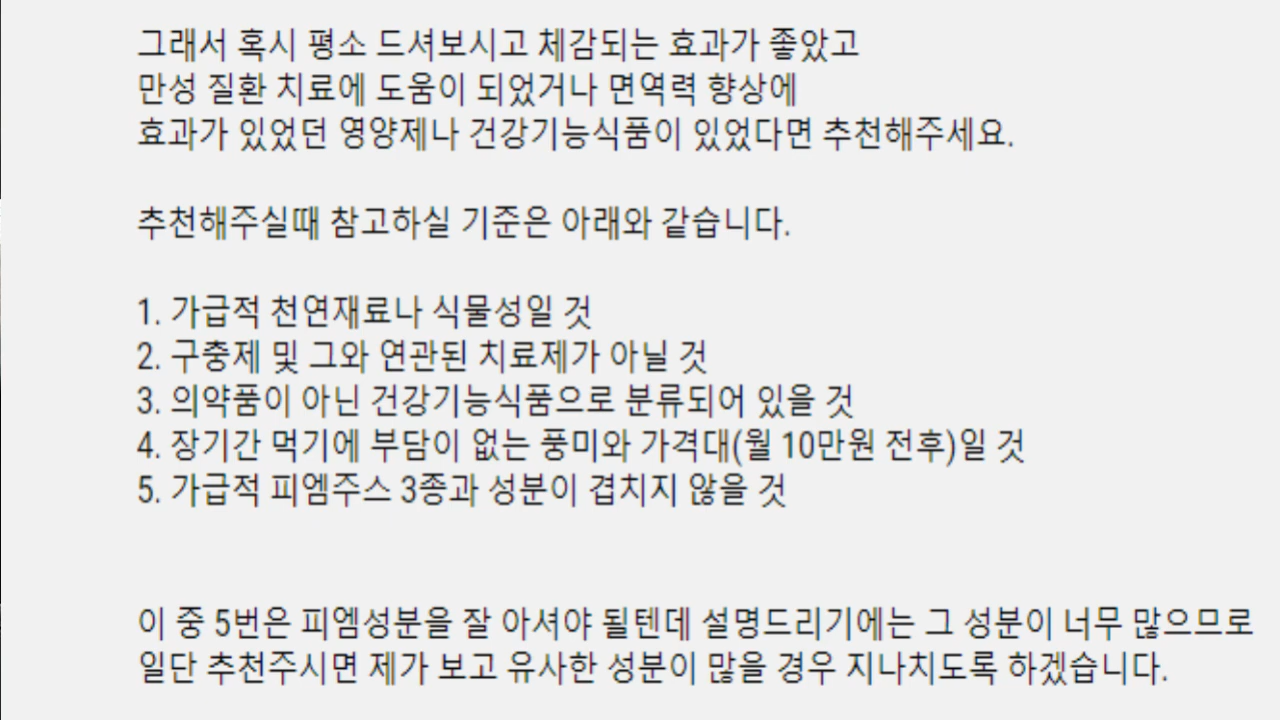 그래서 혹시 평소 드셔보시고 체감되는 효과가 좋았고
만성 질환 치료에 도움이 되었거나 면역력 향상에
효과가 있었던 영양제나 건강기능식품이 있었다면 추천해주세요.
추천해주실때 참고하실 기준은 아래와 같습니다.
1. 가급적 천연재료나 식물성일 것
2. 구충제 및 그와 연관된 치료제가 아닐 것
3. 의약품이 아닌 건강기능식품으로 분류되어 있을 것
4. 장기간 먹기에 부담이 없는 풍미와 가격대(월 10만원 전후)일 것
5. 가급적 피엠주스 3종과 성분이 겹치지 않을 것
이 중 5번은 피엠성분을 잘 아셔야 될텐데 설명드리기에는 그 성분이 너무 많으므로
일단 추천주시면 제가 보고 유사한 성분이 많을 경우 지나치도록 하겠습니다.